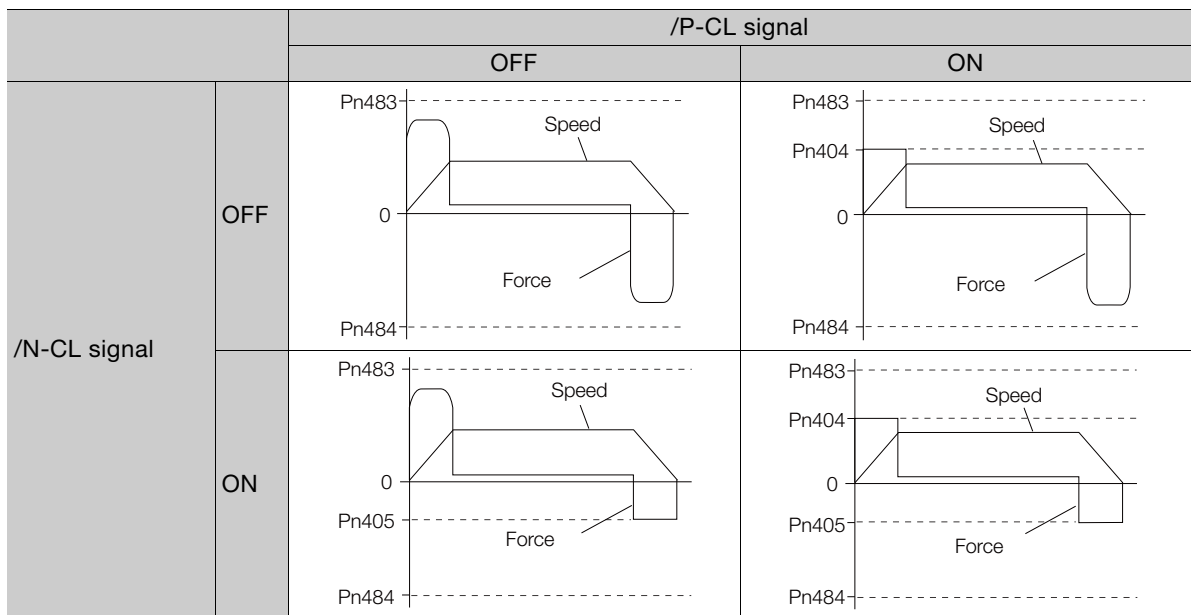 /P-CL signal
OFF
ON
/N-CL signal
OFF
Pn483
Speed
0
Force
Pn484
Pn483
Pn404
Speed
0
Force
Pn484
ON
Pn483
Speed
0
Pn405
Force
Pn484
Pn483
Pn404
Speed
0
Pn405
Force
Pn484